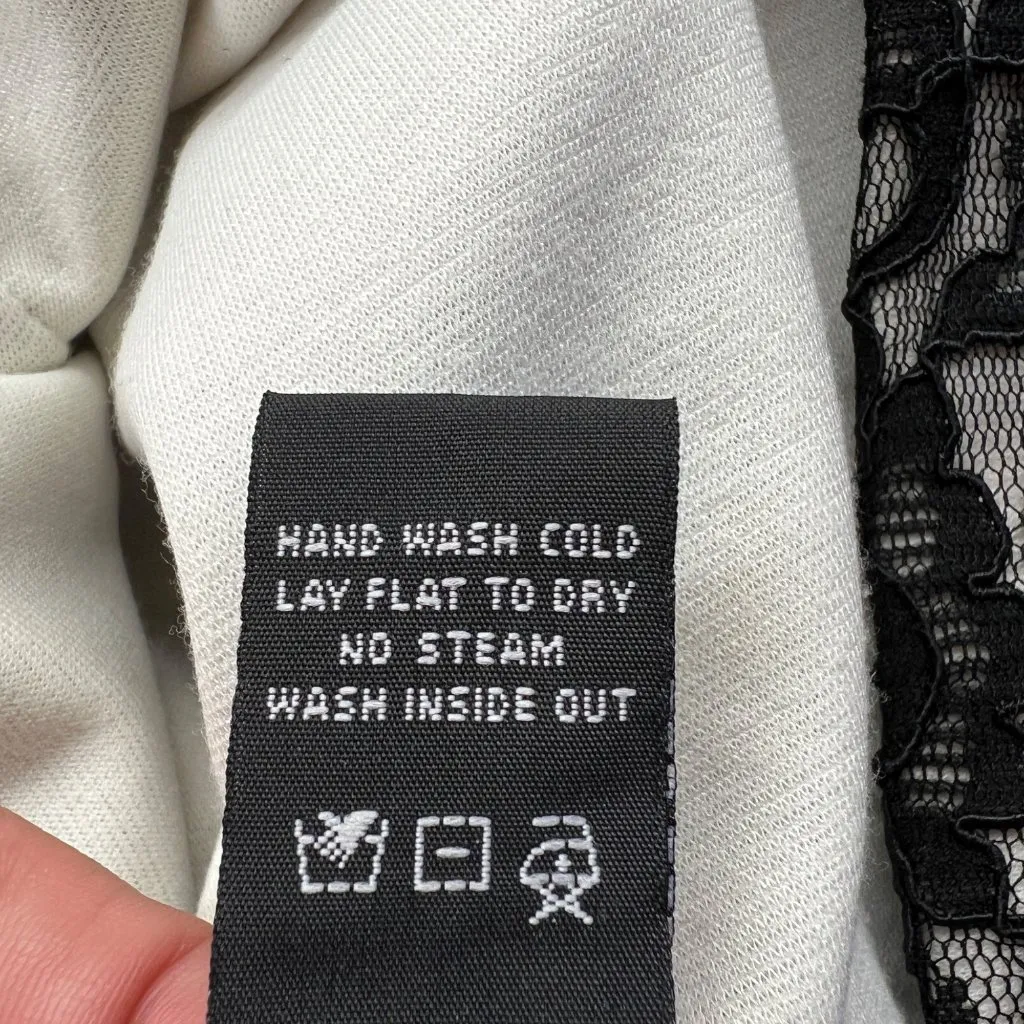 HAND WASH COLD
LAY FLAT TO DRY
NO STEAM
WASH INSIDE OUT